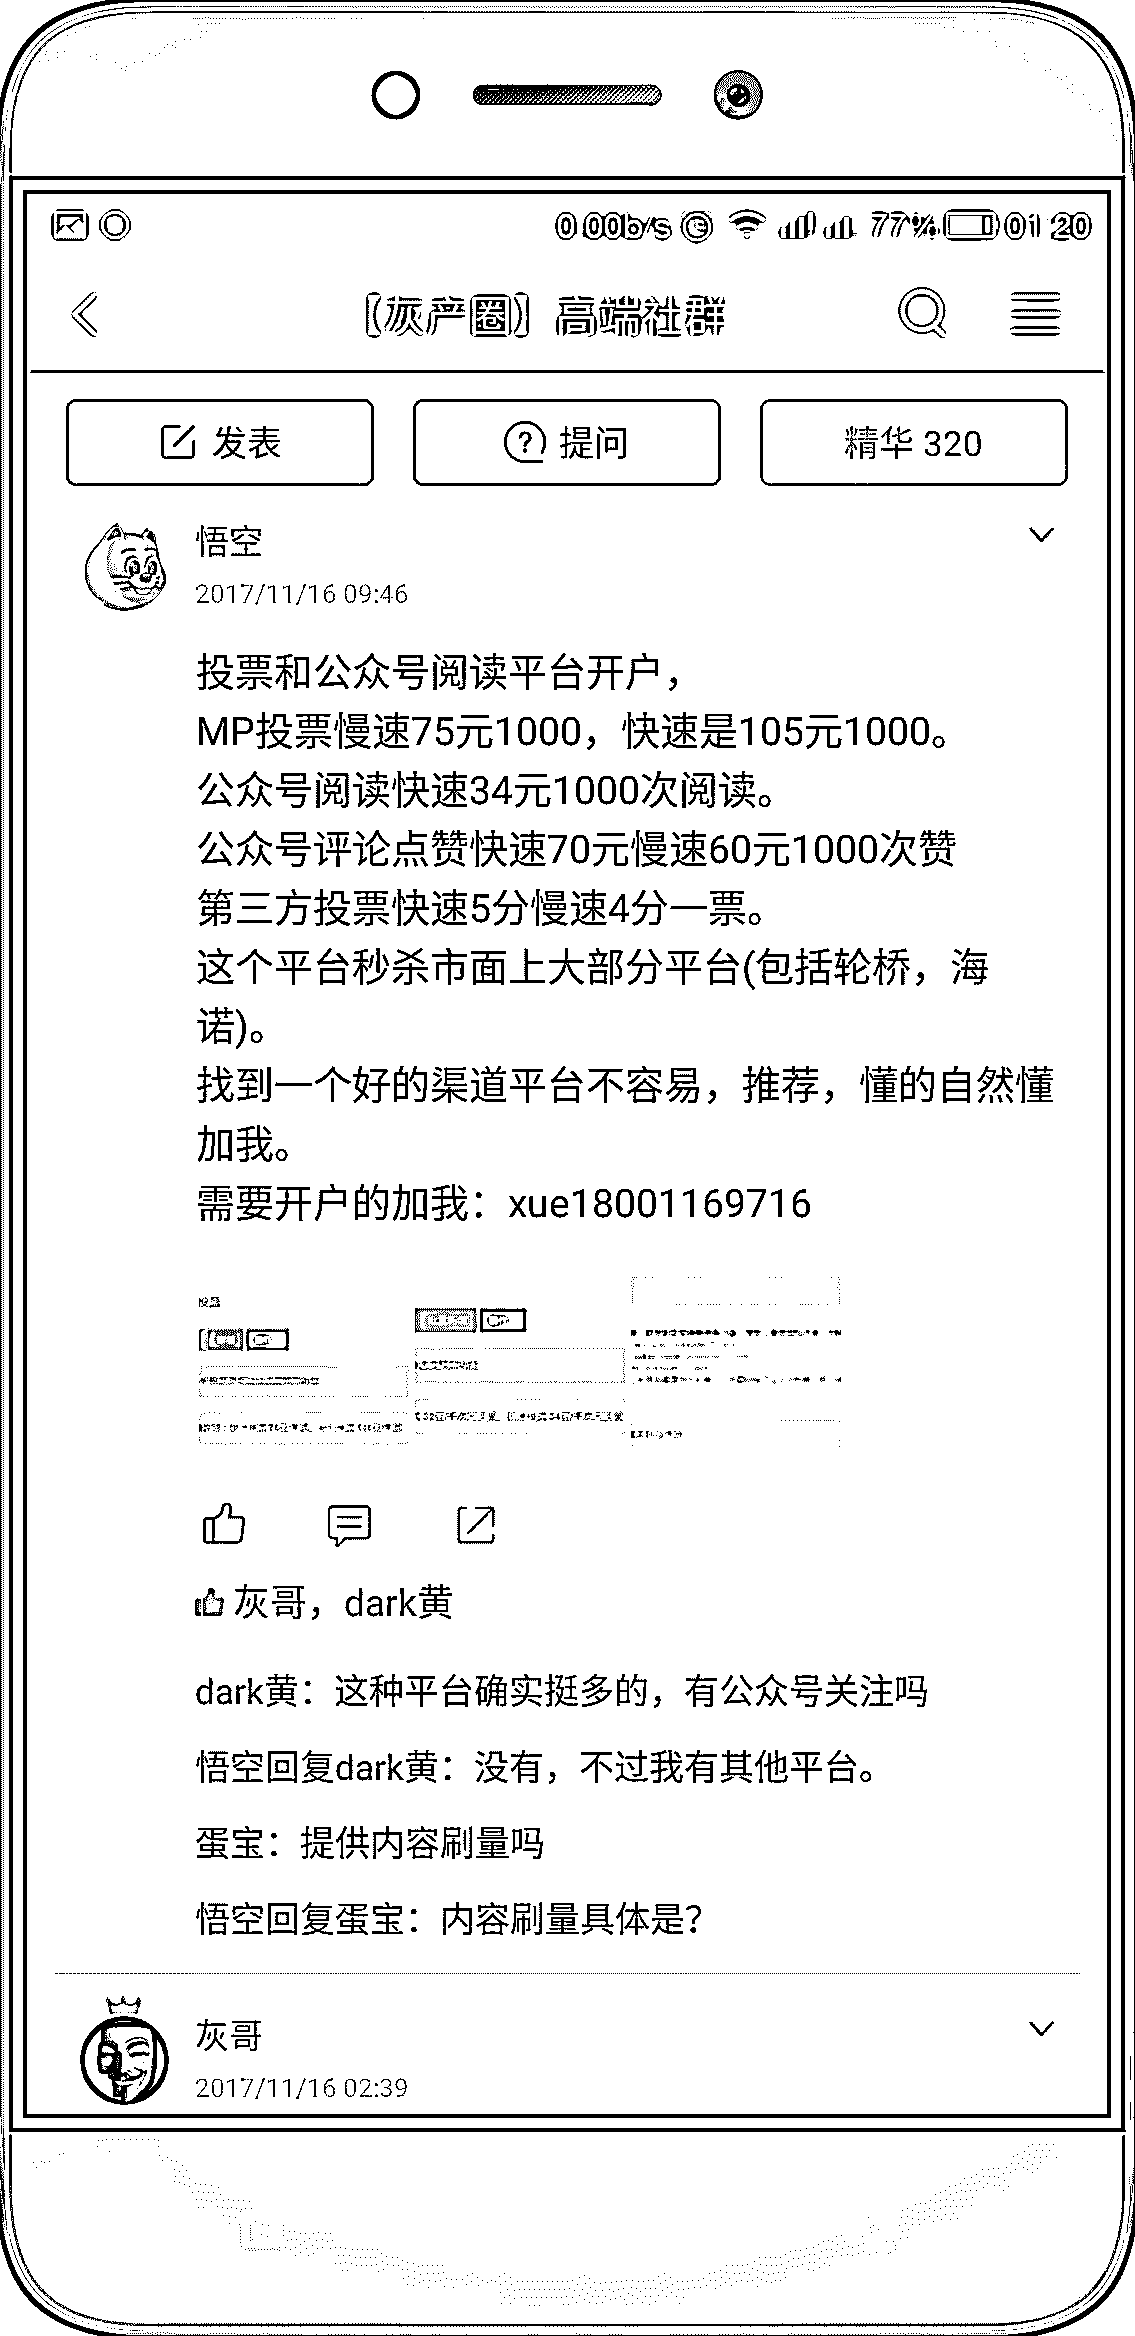 0.00b/s 77% 01:20
【灰产圈】高端社群
发表 提问 精华 320
悟空
2017/11/16 09:46
投票和公众号阅读平台开户，
MP投票慢速75元1000，快速是105元1000。
公众号阅读快速34元1000次阅读。
公众号评论点赞快速70元慢速60元1000次赞
第三方投票快速5分慢速4分一票。
这个平台秒杀市面上大部分平台(包括轮桥，海
诺)。
找到一个好的渠道平台不容易，推荐，懂的自然懂
加我。
需要开户的加我：xue18001169716
投票
灰哥，dark黄
dark黄：这种平台确实挺多的，有公众号关注吗
悟空回复dark黄：没有，不过我有其他平台。
蛋宝：提供内容刷量吗
悟空回复蛋宝：内容刷量具体是？
灰哥
2017/11/16 02:39